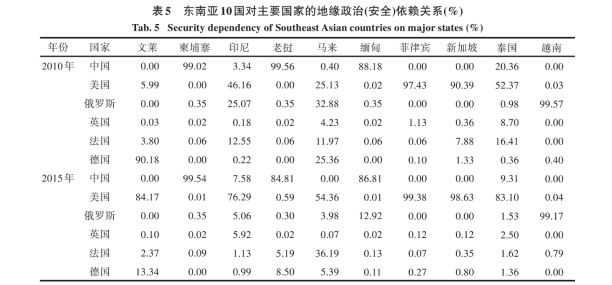 表5 东南亚10国对主要国家的地缘政治(安全)依赖关系(%)
Tab. 5 Security dependency of Southeast Asian countries on major states (%)
年份 国家 文莱 柬埔寨 印尼 老挝 马来 缅甸 菲律宾 新加坡 泰国 越南
2010年 中国 0.00 99.02 3.34 99.56 0.40 88.18 0.00 0.00 20.36 0.00
美国 5.99 0.00 46.16 0.00 25.13 0.02 97.43 90.39 52.37 0.03
俄罗斯 0.00 0.35 25.07 0.35 32.88 0.35 0.00 0.00 0.98 99.57
英国 0.03 0.02 0.18 0.02 4.23 0.02 1.13 0.36 8.70 0.00
法国 3.80 0.06 12.55 0.06 11.97 0.06 0.06 7.88 16.41 0.00
德国 90.18 0.00 0.22 0.00 25.36 0.00 0.10 1.33 0.36 0.40
2015年 中国 0.00 99.54 7.58 84.81 0.00 86.81 0.00 0.00 9.31 0.00
美国 84.17 0.01 76.29 0.59 54.36 0.01 99.38 98.63 83.10 0.04
俄罗斯 0.00 0.35 5.06 0.30 3.98 12.92 0.00 0.00 1.53 99.17
英国 0.10 0.02 5.92 0.02 0.07 0.02 0.12 0.12 2.50 0.00
法国 2.37 0.09 1.13 5.19 36.19 0.13 0.07 0.35 1.62 0.79
德国 13.34 0.00 0.99 8.50 5.39 0.11 0.27 0.80 1.36 0.00